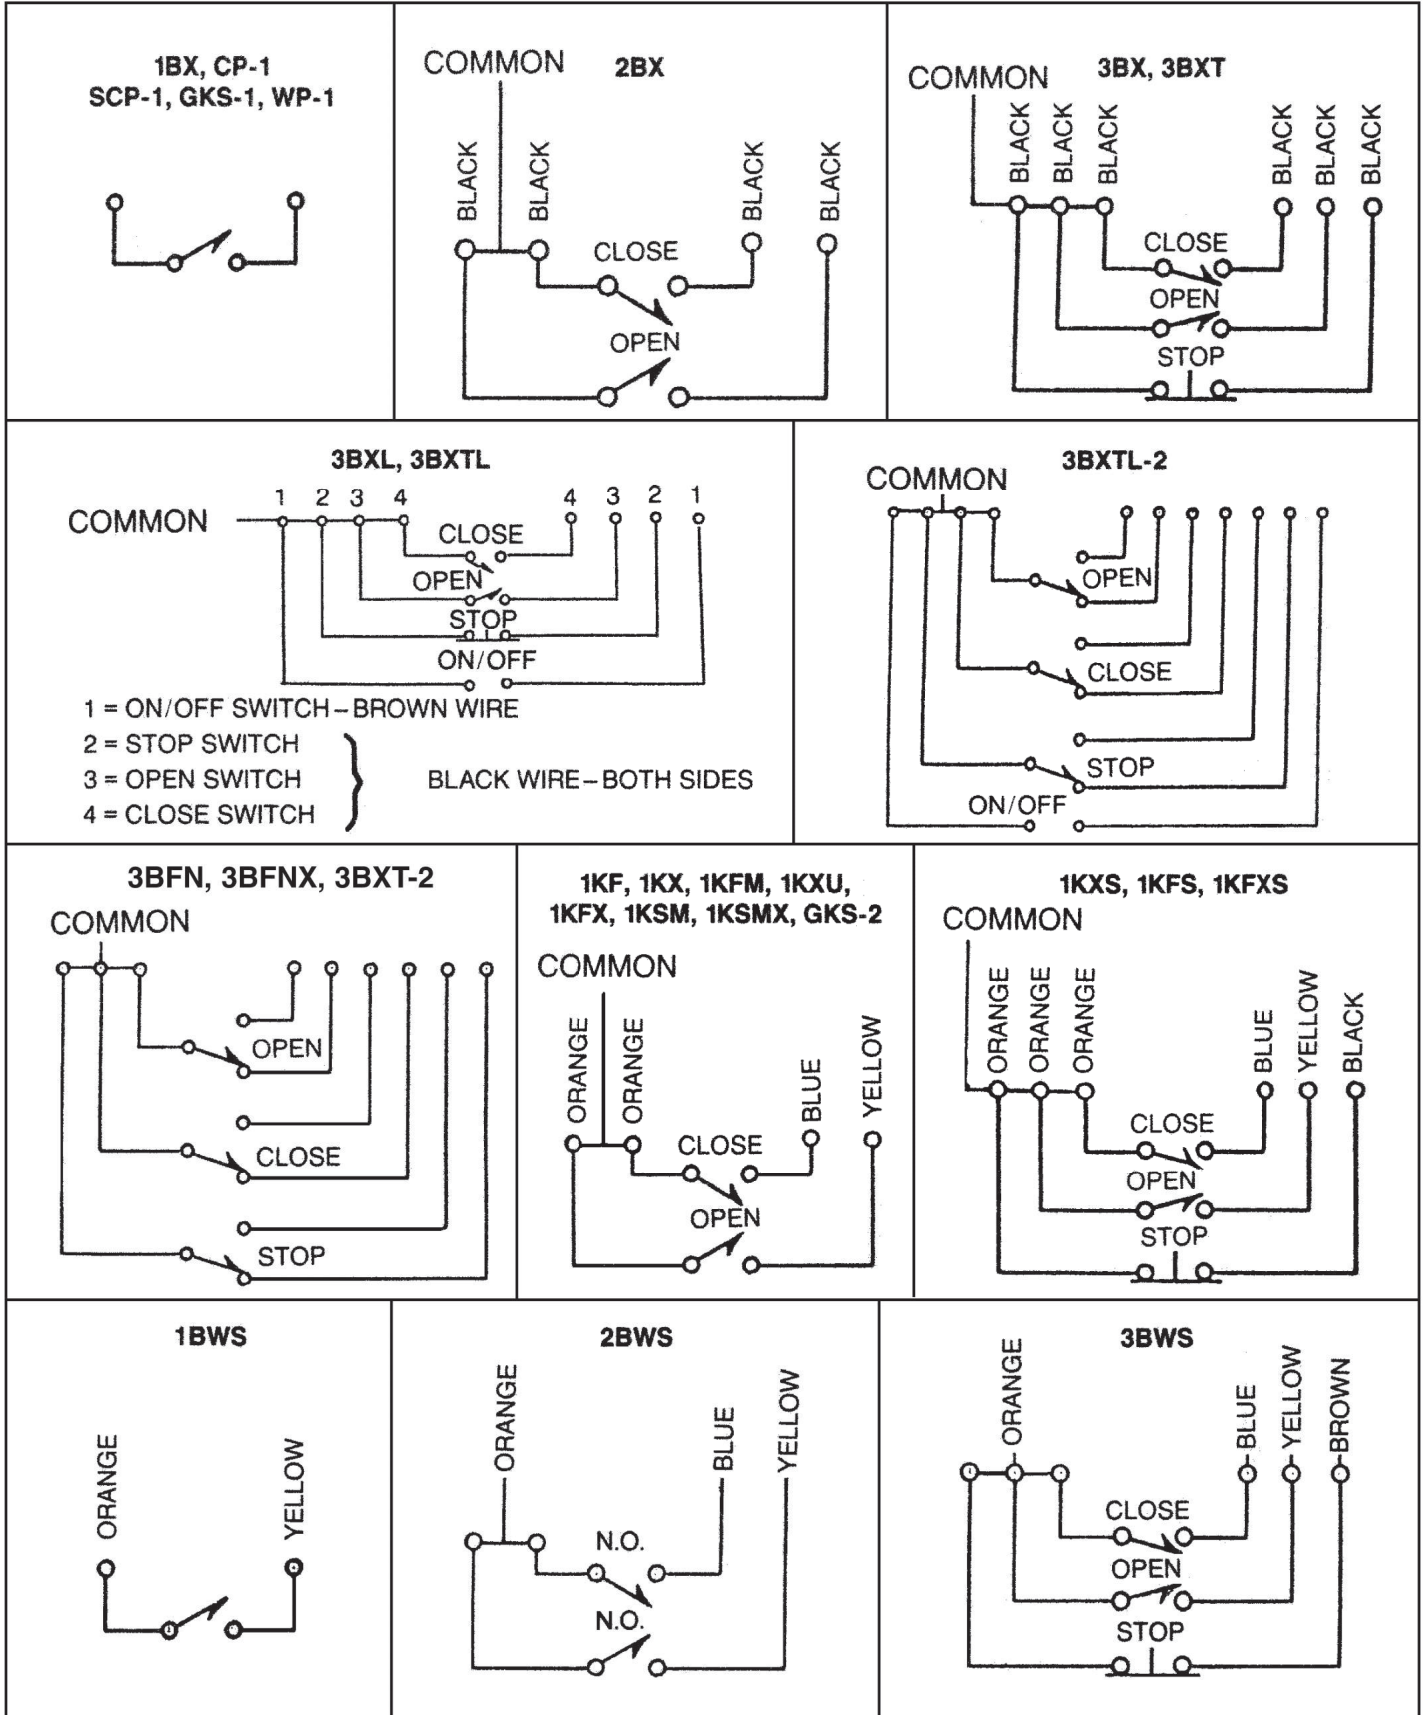 1BX, CP-1
SCP-1, GKS-1, WP-1
COMMON
2BX
BLACK
BLACK
BLACK
BLACK
CLOSE
OPEN
COMMON
3BX, 3BXT
BLACK
BLACK
BLACK
BLACK
BLACK
BLACK
CLOSE
OPEN
STOP
3BXL, 3BXTL
1 2 3 4 4 3 2 1
COMMON
CLOSE
OPEN
STOP
ON/OFF
1 = ON/OFF SWITCH – BROWN WIRE
2 = STOP SWITCH
3 = OPEN SWITCH
4 = CLOSE SWITCH
BLACK WIRE – BOTH SIDES
COMMON
3BXTL-2
OPEN
CLOSE
STOP
ON/OFF
3BFN, 3BFNX, 3BXT-2
COMMON
OPEN
CLOSE
STOP
1KF, 1KX, 1KFM, 1KXU,
1KFX, 1KSM, 1KSMX, GKS-2
COMMON
ORANGE
ORANGE
BLUE
YELLOW
CLOSE
OPEN
1KXS, 1KFS, 1KFXS
COMMON
ORANGE
ORANGE
ORANGE
BLUE
YELLOW
BLACK
CLOSE
OPEN
STOP
1BWS
ORANGE
YELLOW
2BWS
ORANGE
BLUE
YELLOW
N.O.
N.O.
3BWS
ORANGE
BLUE
YELLOW
BROWN
CLOSE
OPEN
STOP